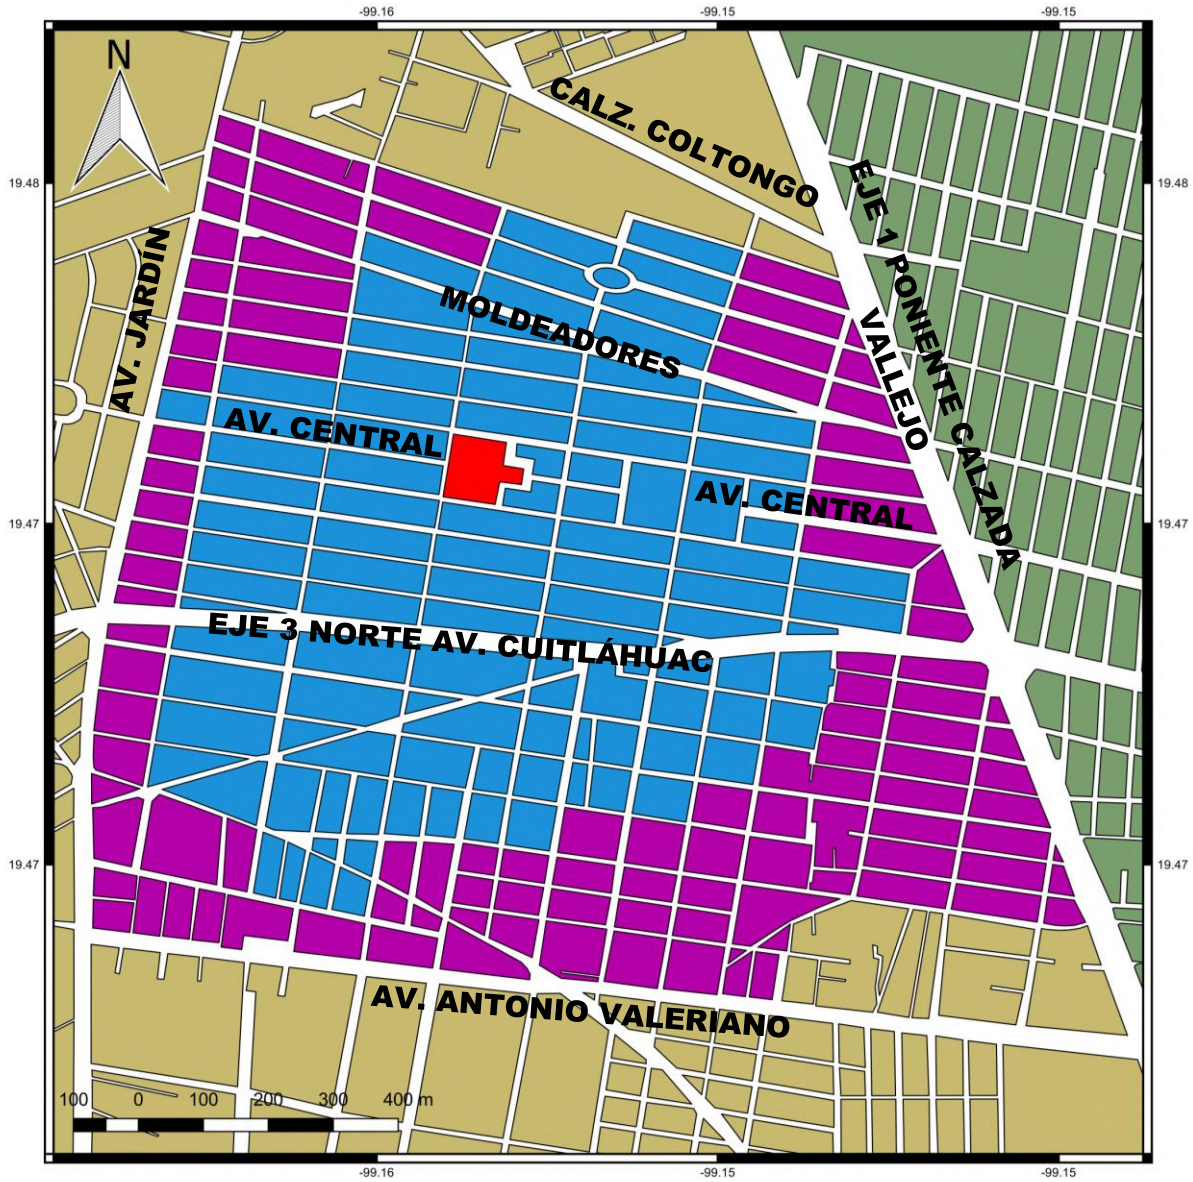 -99.16
-99.15
-99.15
N
CALZ. COLTONGO
19.48
19.48
EJE 1 PONIENTE CALZADA
VALLEJO
AV. JARDÍN
MOLDEADORES
AV. CENTRAL
AV. CENTRAL
19.47
19.47
EJE 3 NORTE AV. CUITLÁHUAC
19.47
19.47
AV. ANTONIO VALERIANO
100 0 100 200 300 400 m
-99.16
-99.15
-99.15